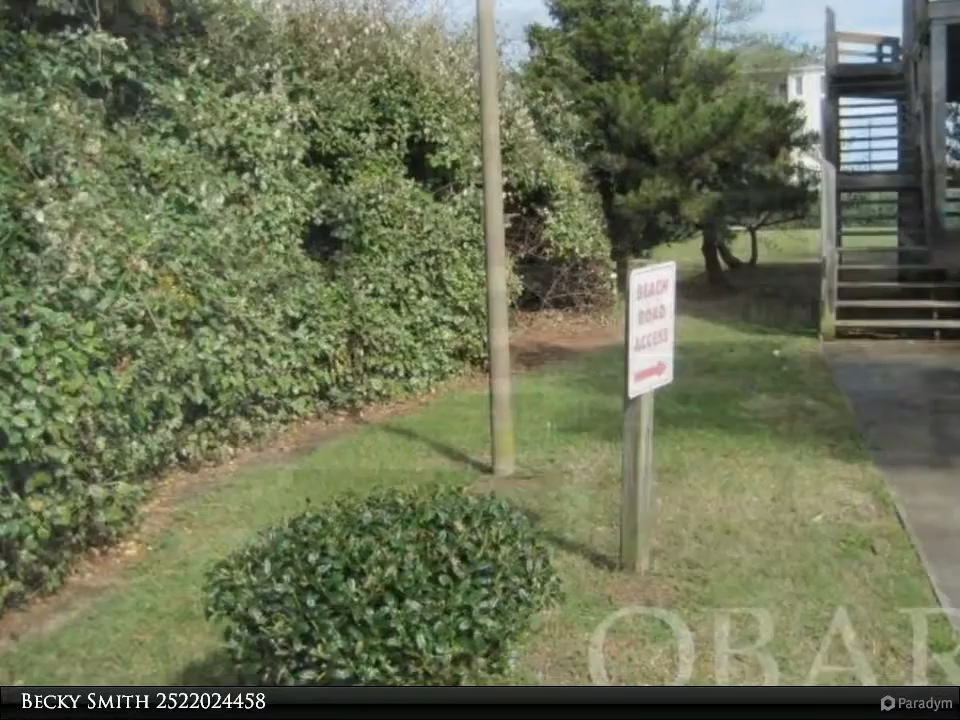 BEACH
ROAD
ACCESS
OBAR
BECKY SMITH 2522024458
Paradym